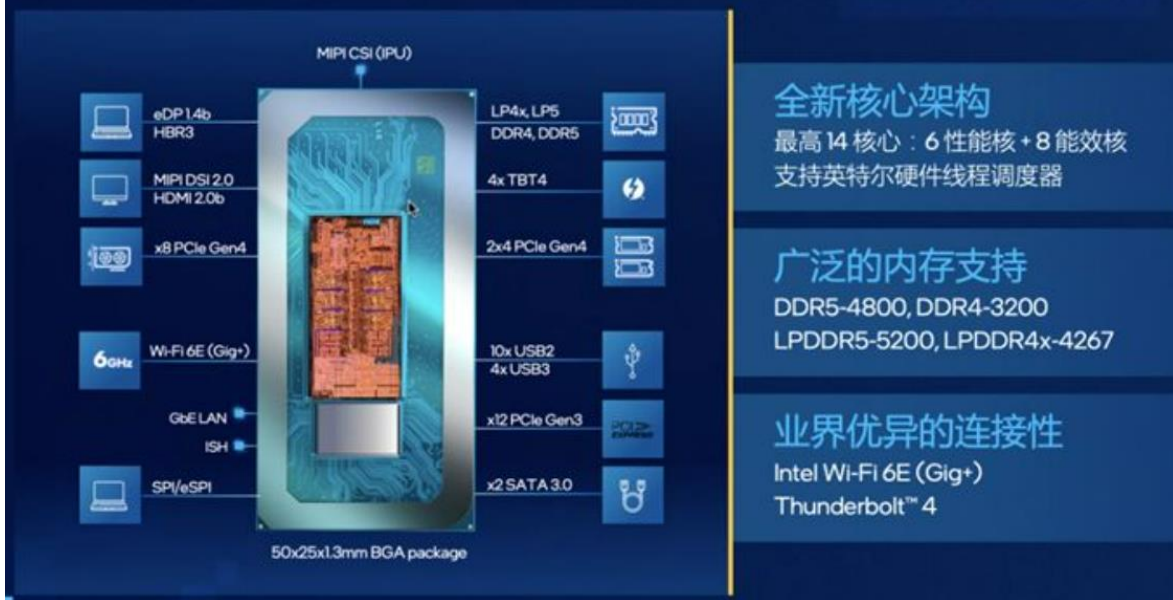 MIPI CSI (IPU)
eDP 1.4b
HBR3
MIPI DSI 2.0
HDMI 2.0b
x8 PCIe Gen4
6GHz
Wi-Fi 6E (Gig+)
GbE LAN
ISH
SPI/eSPI
LP4x, LP5
DDR4, DDR5
4x TBT4
2x4 PCIe Gen4
10x USB2
4x USB3
x12 PCIe Gen3
PCI EXPRESS
x2 SATA 3.0
50x25x1.3mm BGA package
全新核心架构
最高 14 核心：6 性能核 + 8 能效核
支持英特尔硬件线程调度器
广泛的内存支持
DDR5-4800, DDR4-3200
LPDDR5-5200, LPDDR4x-4267
业界优异的连接性
Intel Wi-Fi 6E (Gig+)
Thunderbolt™ 4